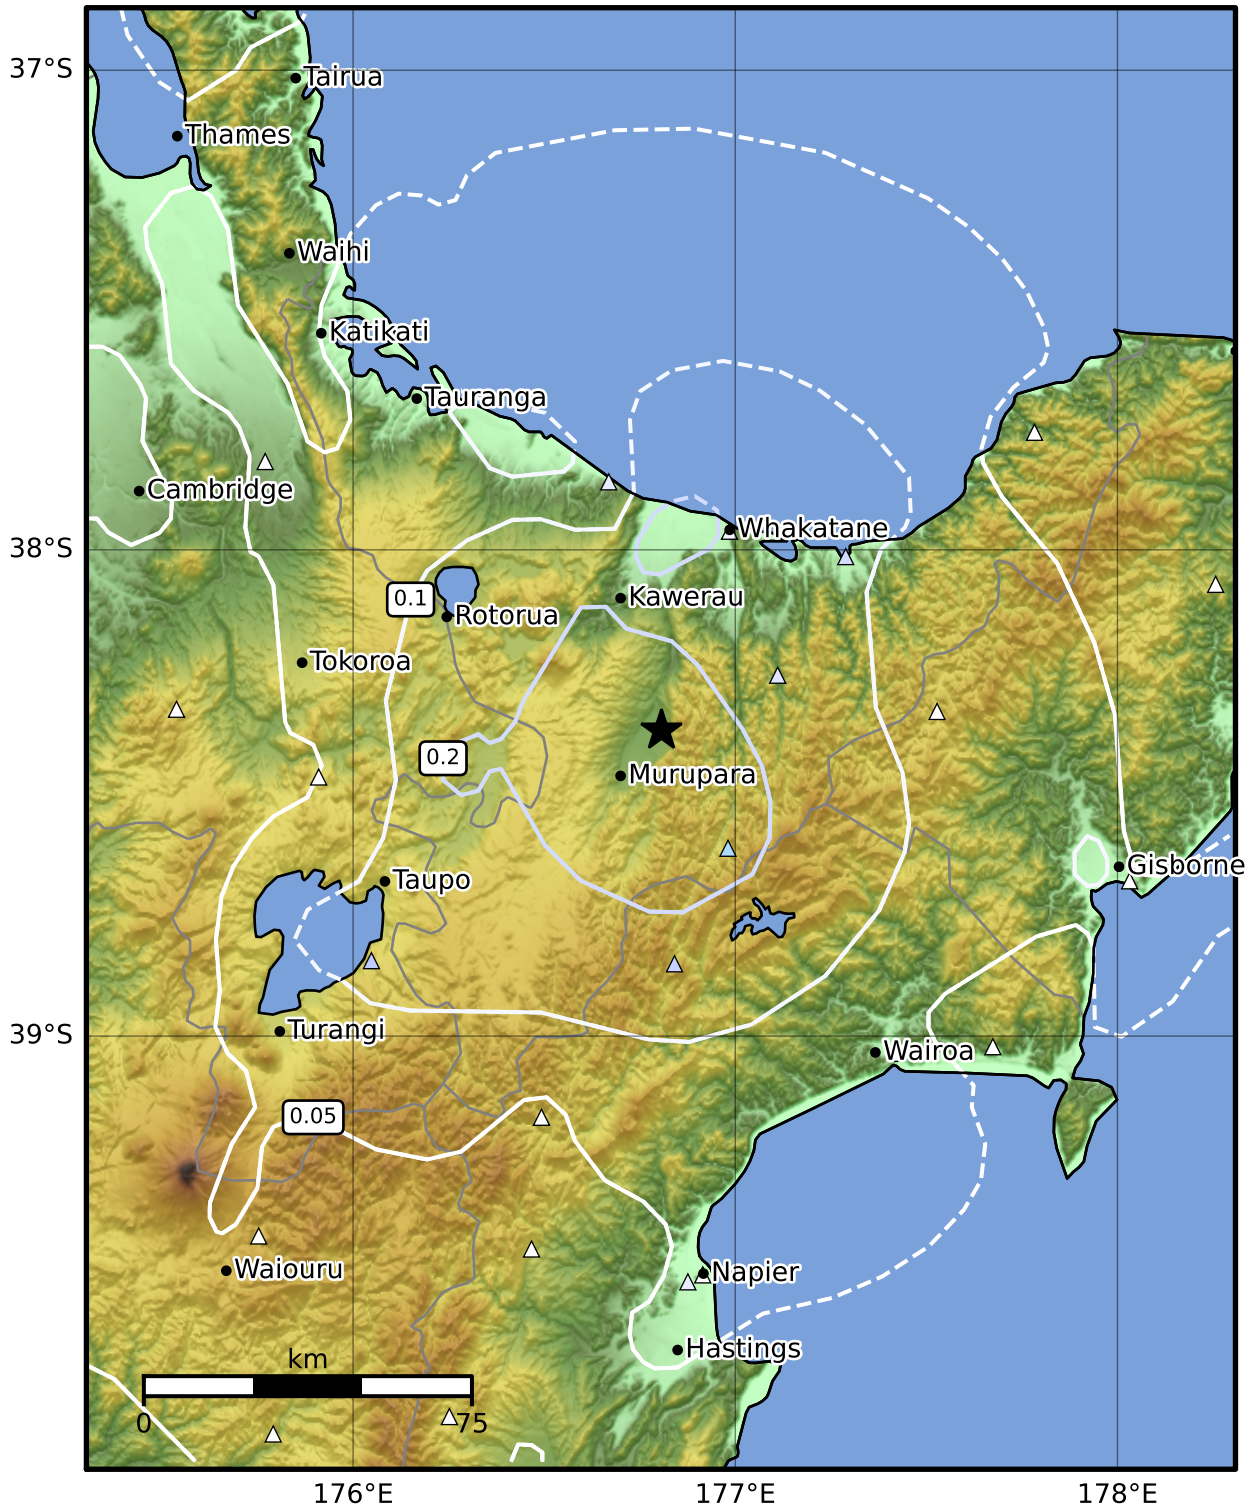 37°S
Tairua
Thames
Waihi
Katikati
Tauranga
Cambridge
Whakatane
38°S
0.1
Kawerau
Rotorua
Tokoroa
0.2
Murupara
Taupo
Gisborne
Turangi
39°S
Wairoa
0.05
Waiouru
Napier
Hastings
km
0
75
176°E
177°E
178°E